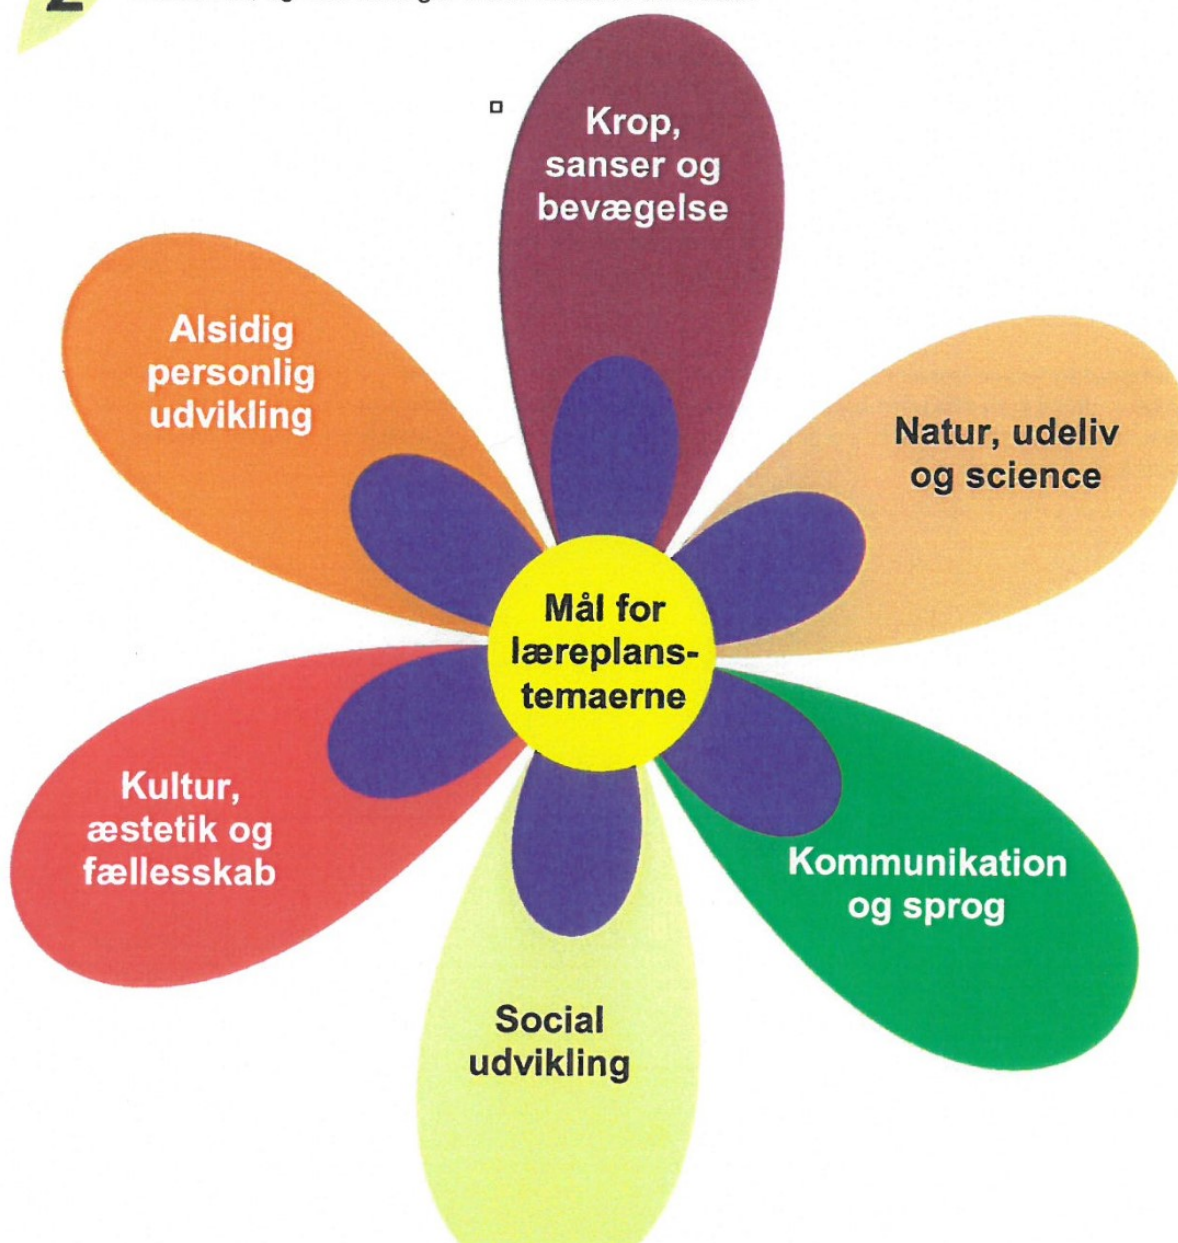 Krop,
sanser og
bevægelse
Alsidig
personlig
udvikling
Natur, udeliv
og science
Mål for
læreplans-
temaerne
Kultur,
æstetik og
fællesskab
Kommunikation
og sprog
Social
udvikling